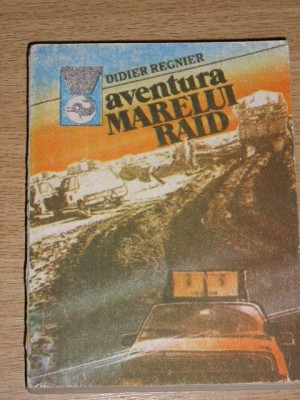 DIDIER REGNIER
aventura
MARELUI
RAID